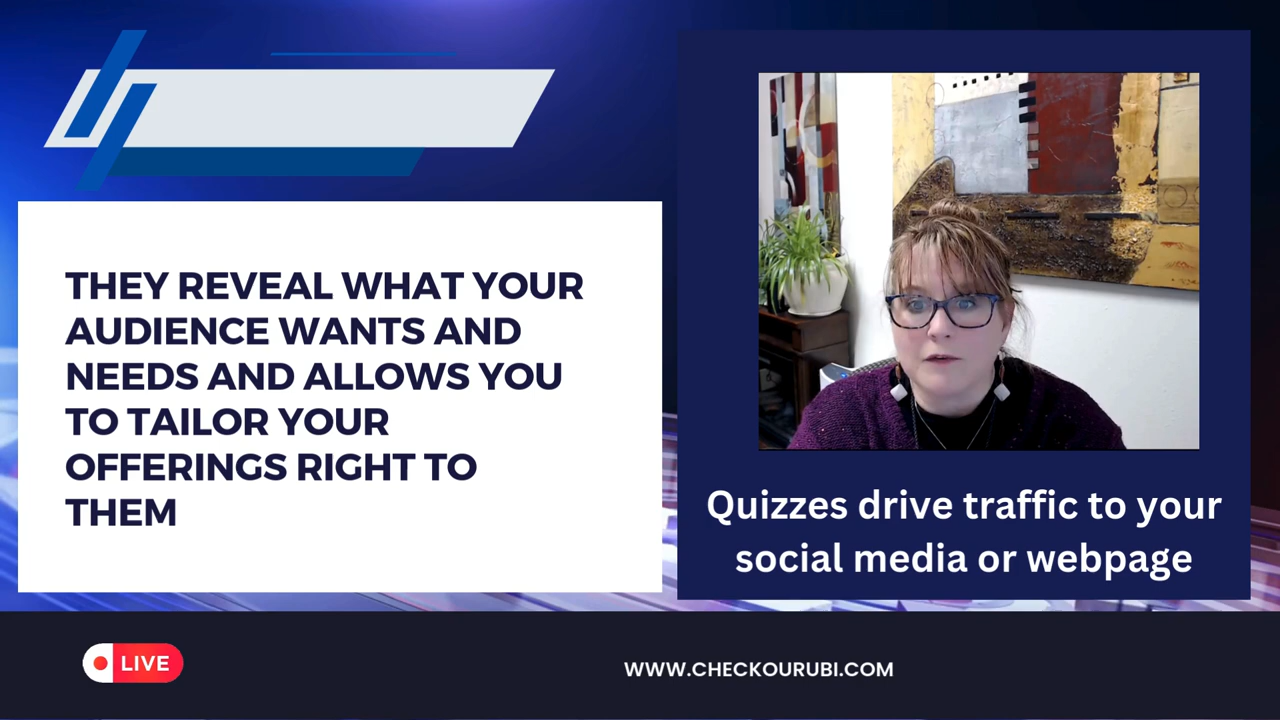 THEY REVEAL WHAT YOUR
AUDIENCE WANTS AND
NEEDS AND ALLOWS YOU
TO TAILOR YOUR
OFFERINGS RIGHT TO
THEM
Quizzes drive traffic to your
social media or webpage
LIVE
WWW.CHECKOURUBI.COM